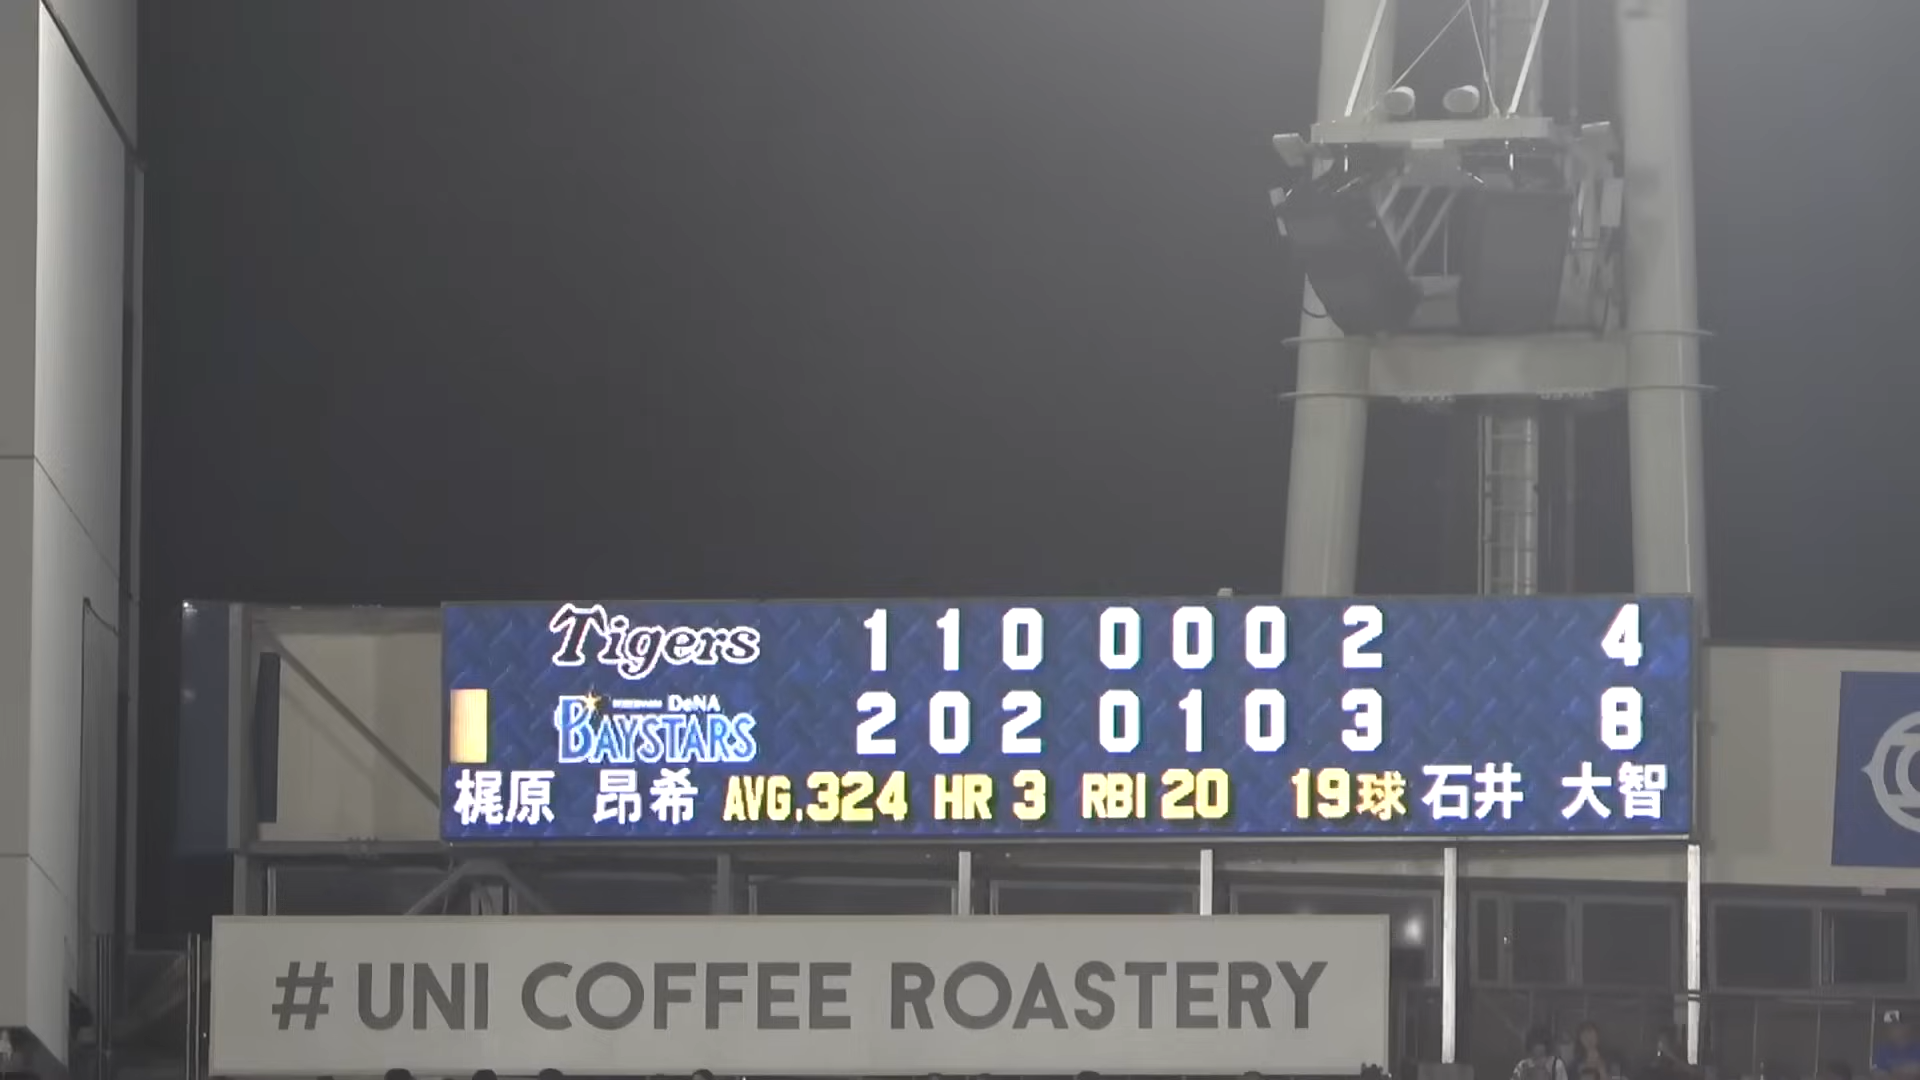 Tigers 1 1 0 0 0 0 2 4
DeNA
BAYSTARS 2 0 2 0 1 0 3 8
梶原 昂希 AVG.324 HR 3 RBI 20 19球 石井 大智
# UNI COFFEE ROASTERY